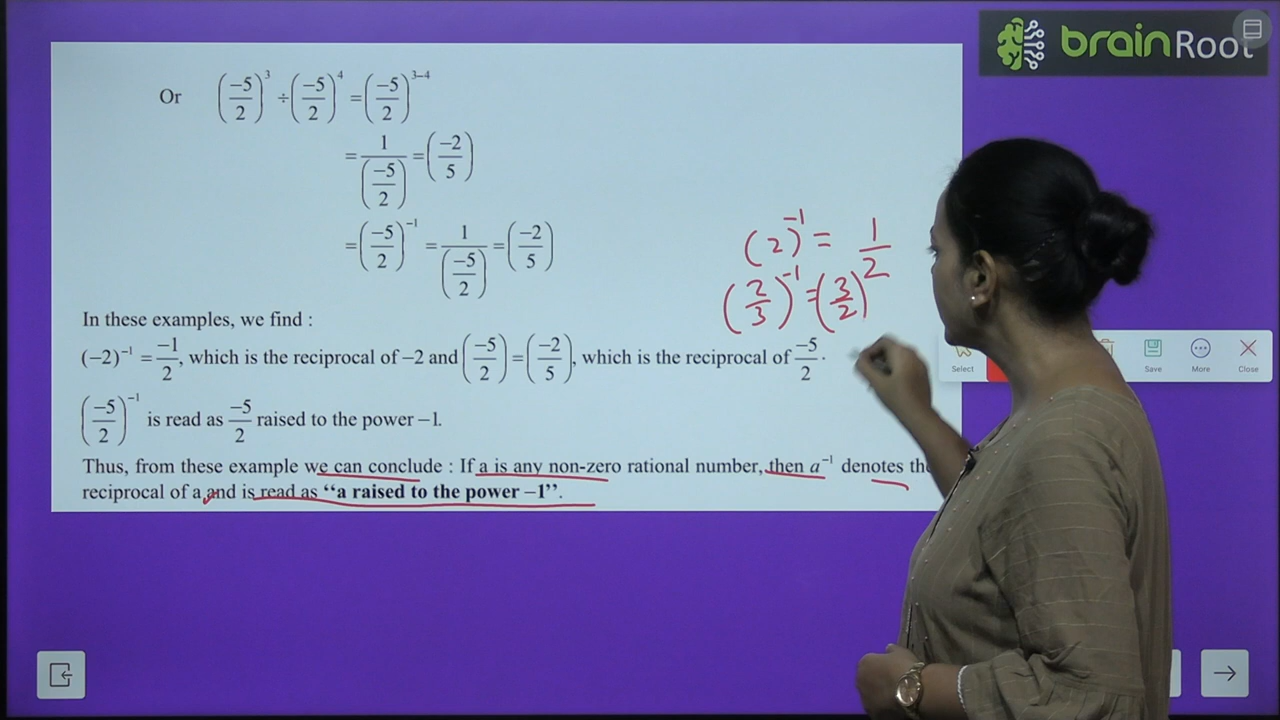 brainRoot
Or (−5/2)^3 ÷ (−5/2)^4 = (−5/2)^(3−4)
= 1/(−5/2) = (−2/5)
= (−5/2)^−1 = 1/(−5/2) = (−2/5)
(2)^-1 = 1/2
(2/3)^-1 = (3/2)
In these examples, we find :
(−2)^−1 = −1/2, which is the reciprocal of −2 and (−5/2) = (−2/5), which is the reciprocal of −5/2.
(−5/2)^−1 is read as −5/2 raised to the power −1.
Thus, from these example we can conclude : If a is any non-zero rational number, then a^−1 denotes the
reciprocal of a and is read as “a raised to the power −1”.
Select Save More Close